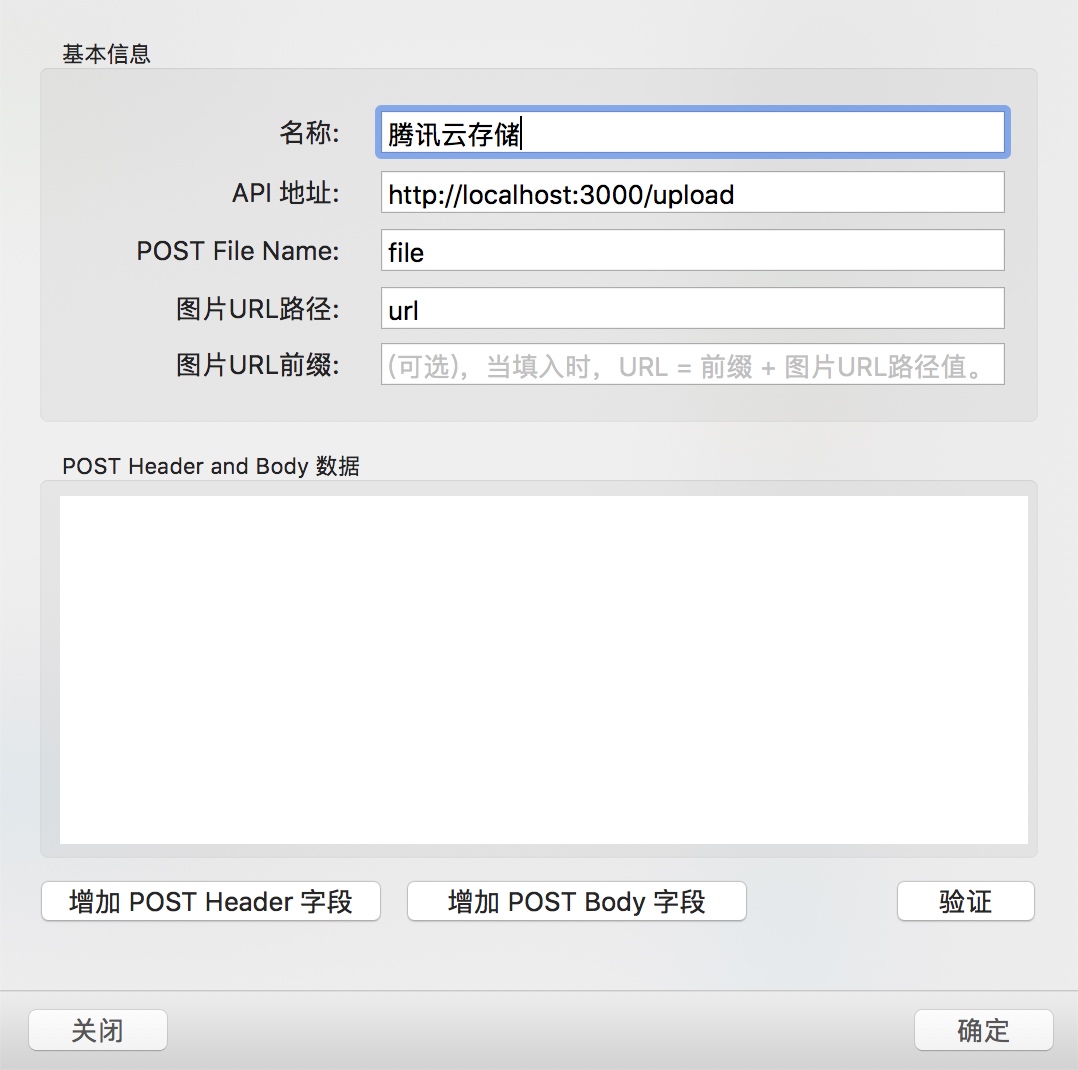 基本信息
名称: 腾讯云存储
API 地址: http://localhost:3000/upload
POST File Name: file
图片URL路径: url
图片URL前缀: (可选)，当填入时，URL = 前缀 + 图片URL路径值。
POST Header and Body 数据
增加 POST Header 字段 增加 POST Body 字段 验证
关闭 确定